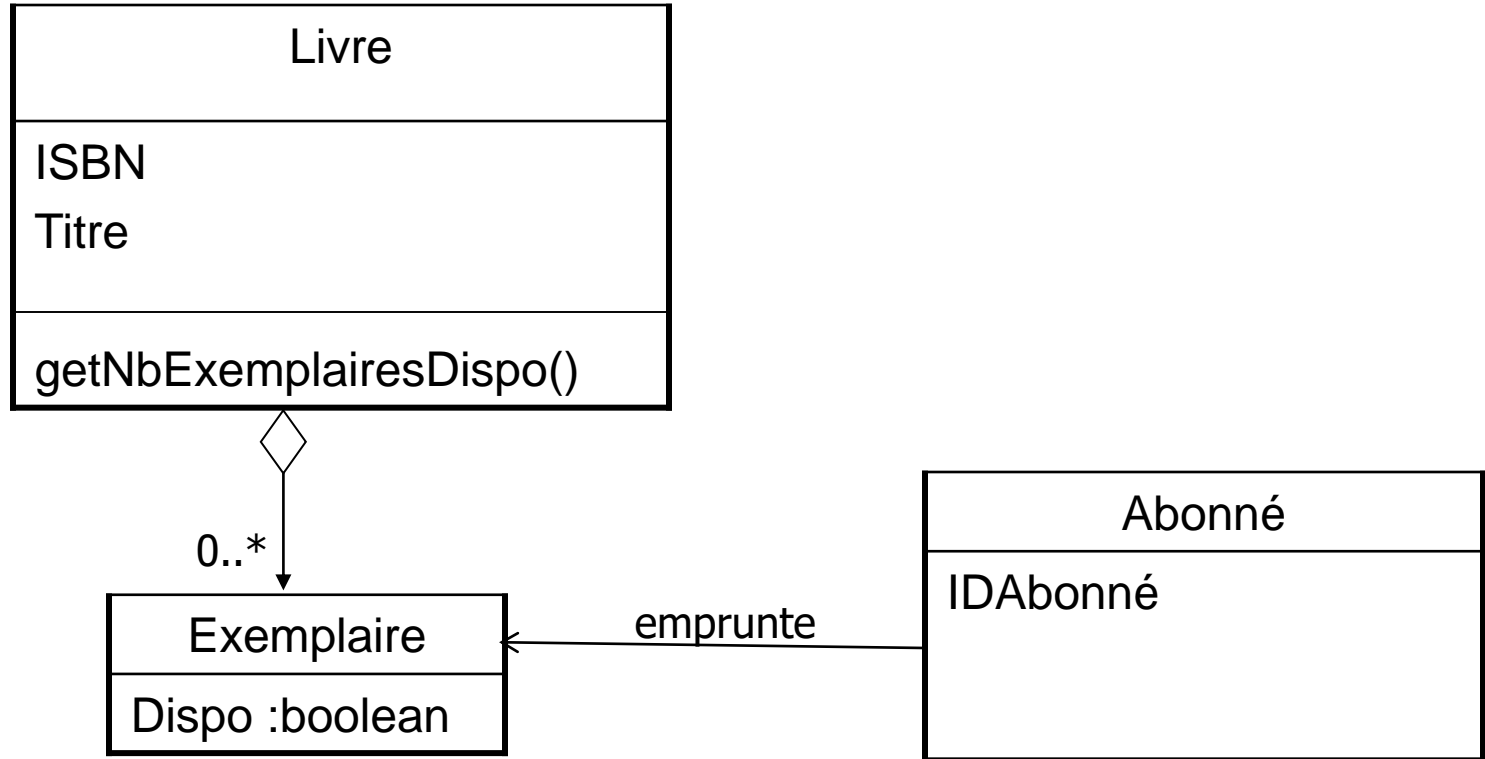 Livre
ISBN
Titre
getNbExemplairesDispo()
0..*
Exemplaire
Dispo :boolean
emprunte
Abonné
IDAbonné